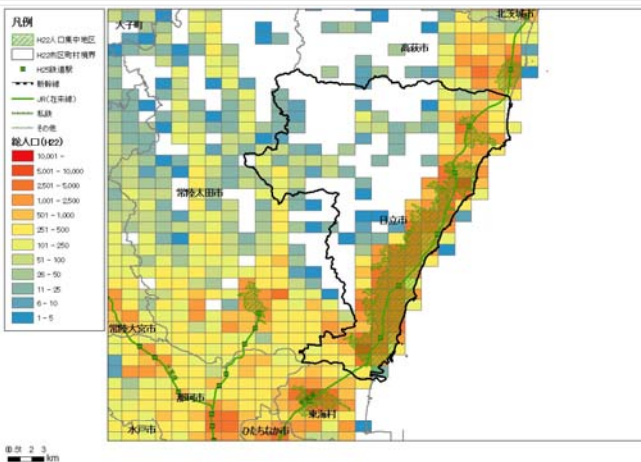 凡例
H22人口集中地区
H22市区町村境界
H25鉄道駅
新幹線
JR(在来線)
私鉄
その他
総人口(H22)
10,001 -
5,001 - 10,000
2,501 - 5,000
1,001 - 2,500
501 - 1,000
251 - 500
101 - 250
51 - 100
26 - 50
11 - 25
6 - 10
1 - 5
大子町
北茨城市
高萩市
常陸太田市
日立市
常陸大宮市
那珂市
東海村
水戸市
ひたちなか市
2 3
km